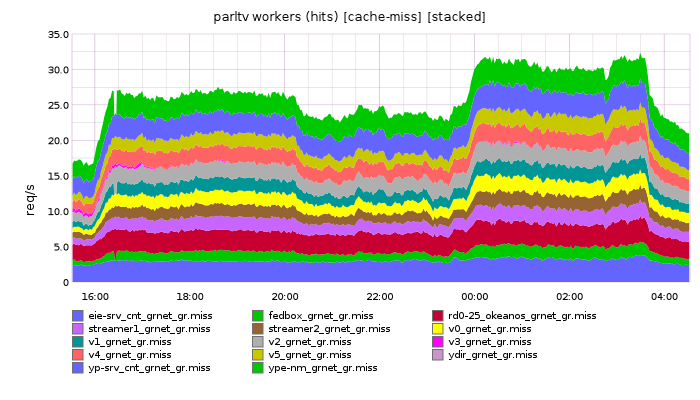 parltv workers (hits) [cache-miss] [stacked]
35.0
30.0
25.0
20.0
15.0
10.0
5.0
0
req/s
16:00 18:00 20:00 22:00 00:00 02:00 04:00
eie-srv_cnt_grnet_gr.miss fedbox_grnet_gr.miss rd0-25_okeanos_grnet_gr.miss
streamer1_grnet_gr.miss streamer2_grnet_gr.miss v0_grnet_gr.miss
v1_grnet_gr.miss v2_grnet_gr.miss v3_grnet_gr.miss
v4_grnet_gr.miss v5_grnet_gr.miss ydir_grnet_gr.miss
yp-srv_cnt_grnet_gr.miss ype-nm_grnet_gr.miss